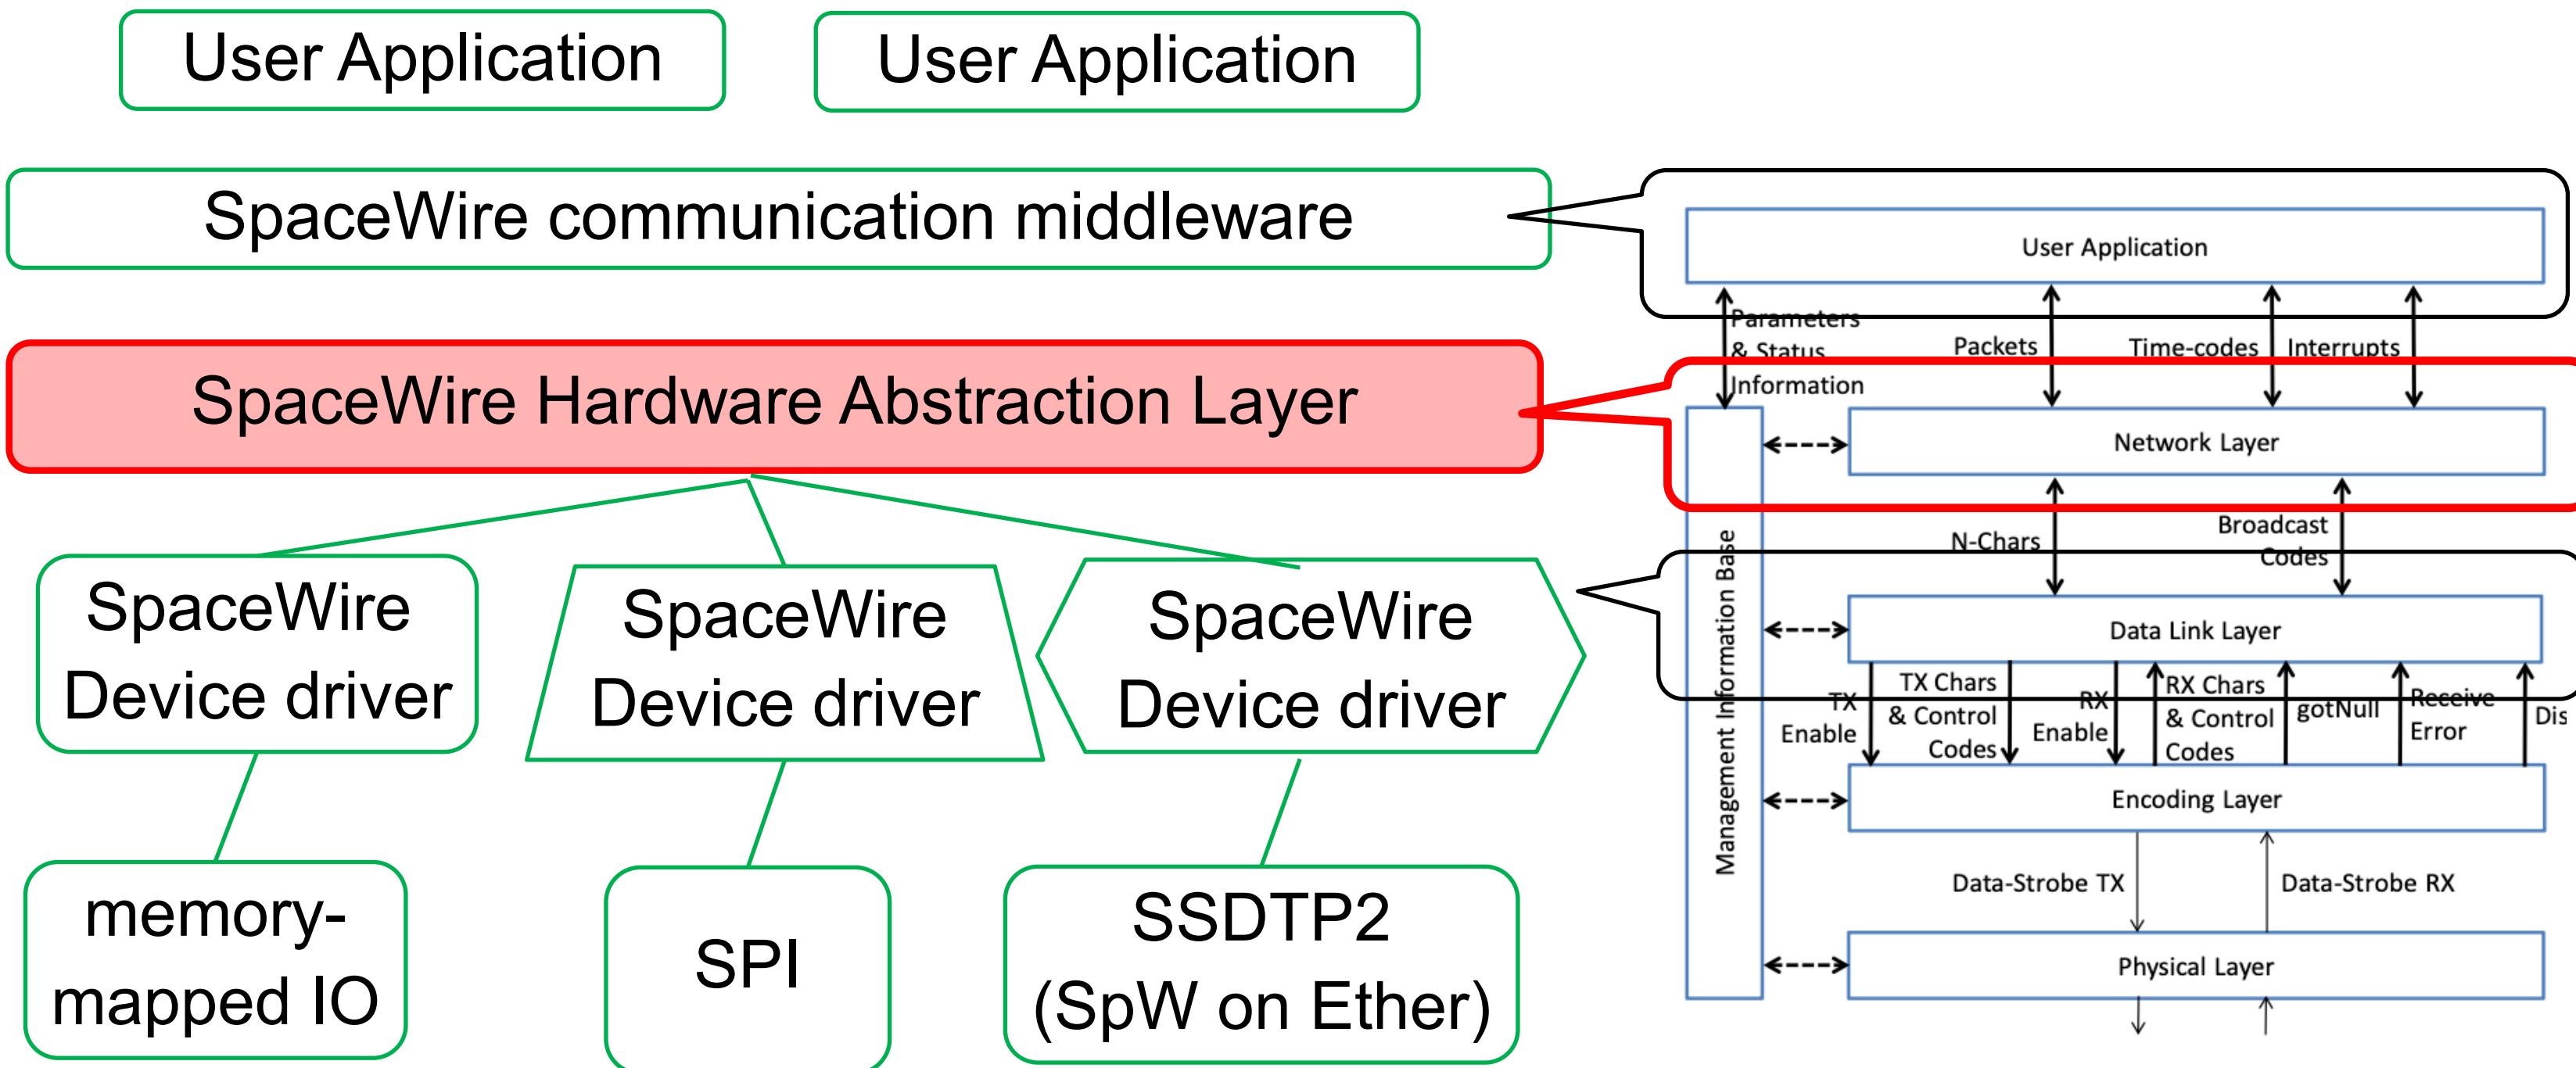 User Application
User Application
SpaceWire communication middleware
SpaceWire Hardware Abstraction Layer
SpaceWire
Device driver
SpaceWire
Device driver
SpaceWire
Device driver
memory-
mapped IO
SPI
SSDTP2
(SpW on Ether)
User Application
Parameters
& Status
Information
Packets
Time-codes
Interrupts
Network Layer
Management Information Base
N-Chars
Broadcast
Codes
Data Link Layer
TX
Enable
TX Chars
& Control
Codes
RX
Enable
RX Chars
& Control
Codes
gotNull
Receive
Error
Dis
Encoding Layer
Data-Strobe TX
Data-Strobe RX
Physical Layer